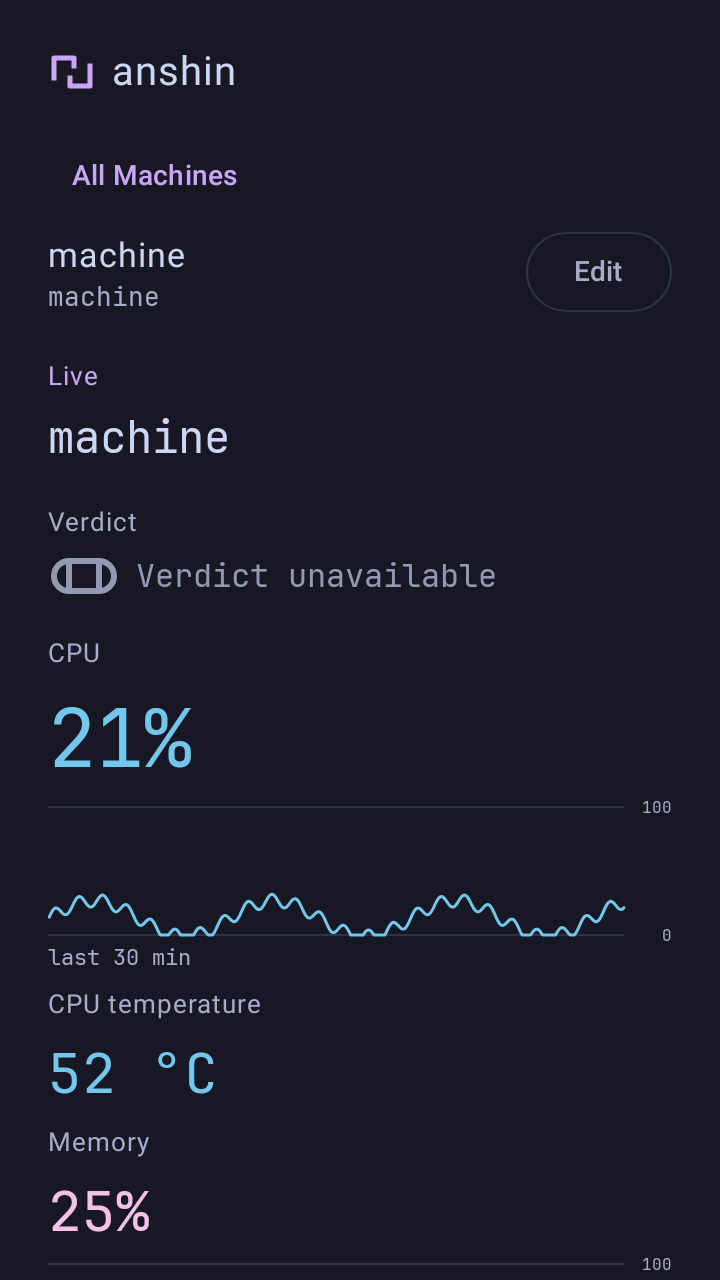 anshin
All Machines
machine
machine
Edit
Live
machine
Verdict
Verdict unavailable
CPU
21%
100
0
last 30 min
CPU temperature
52 °C
Memory
25%
100